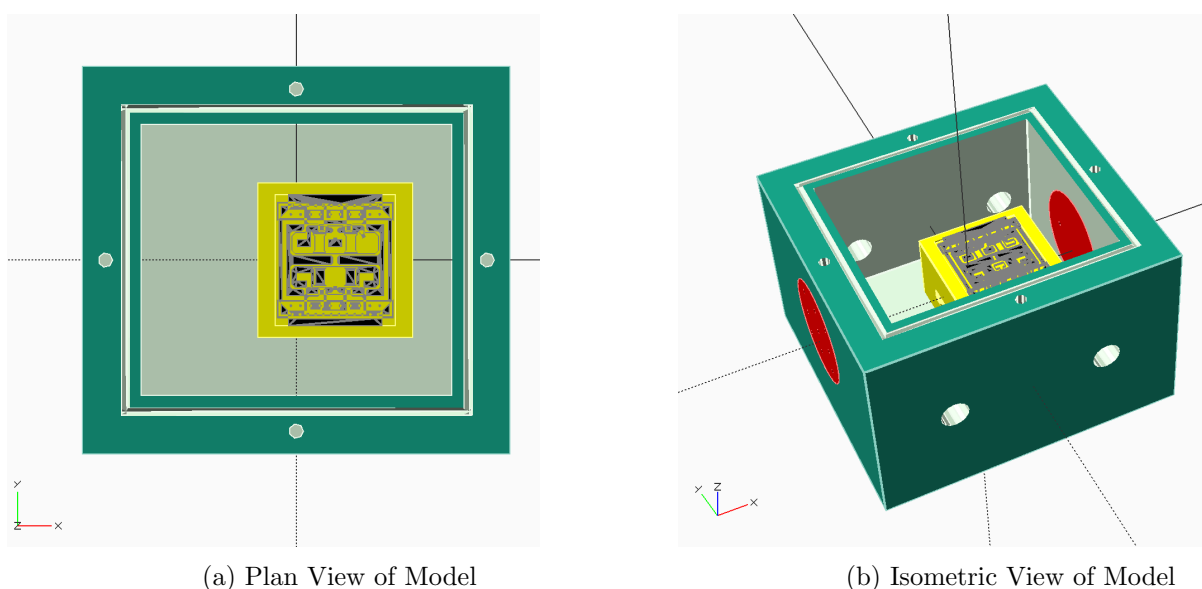 Y
Z
X
Y
Z
X
(a) Plan View of Model
(b) Isometric View of Model